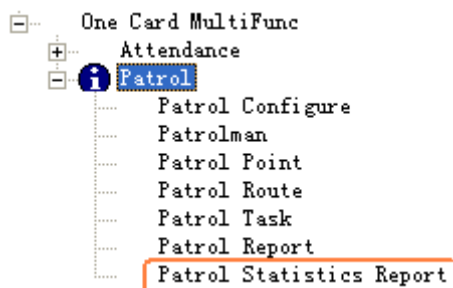 One Card MultiFunc
Attendance
Patrol
Patrol Configure
Patrolman
Patrol Point
Patrol Route
Patrol Task
Patrol Report
Patrol Statistics Report